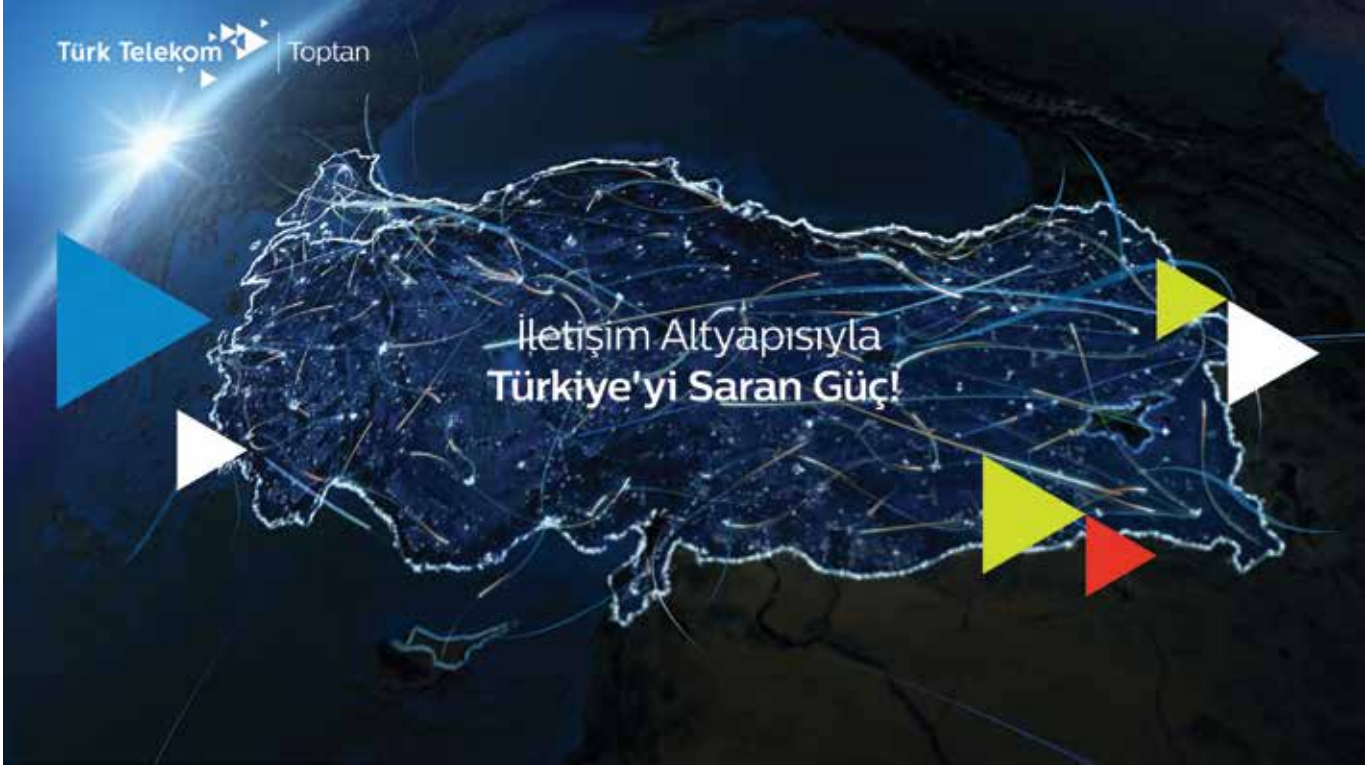 Türk Telekom | Toptan
İletişim Altyapısıyla
Türkiye'yi Saran Güç!